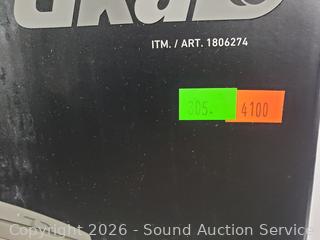 ITM. / ART. 1806274
305. 4100
Copyright 2026 - Sound Auction Service